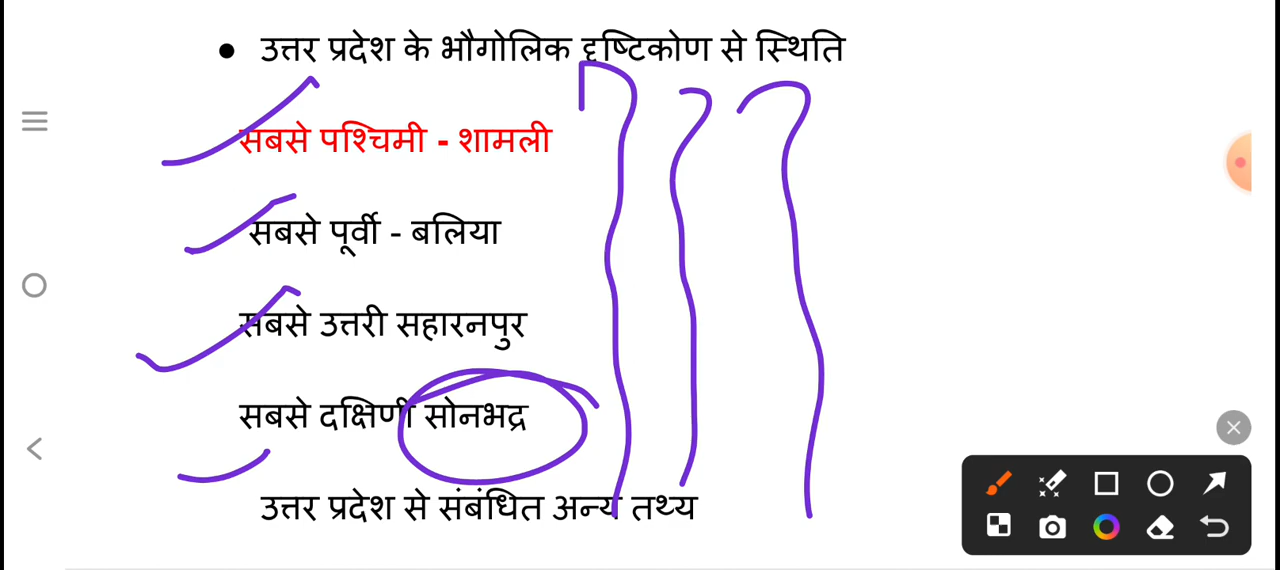 ● उत्तर प्रदेश के भौगोलिक दृष्टिकोण से स्थिति
सबसे पश्चिमी - शामली
सबसे पूर्वी - बलिया
सबसे उत्तरी सहारनपुर
सबसे दक्षिणी सोनभद्र
उत्तर प्रदेश से संबंधित अन्य तथ्य